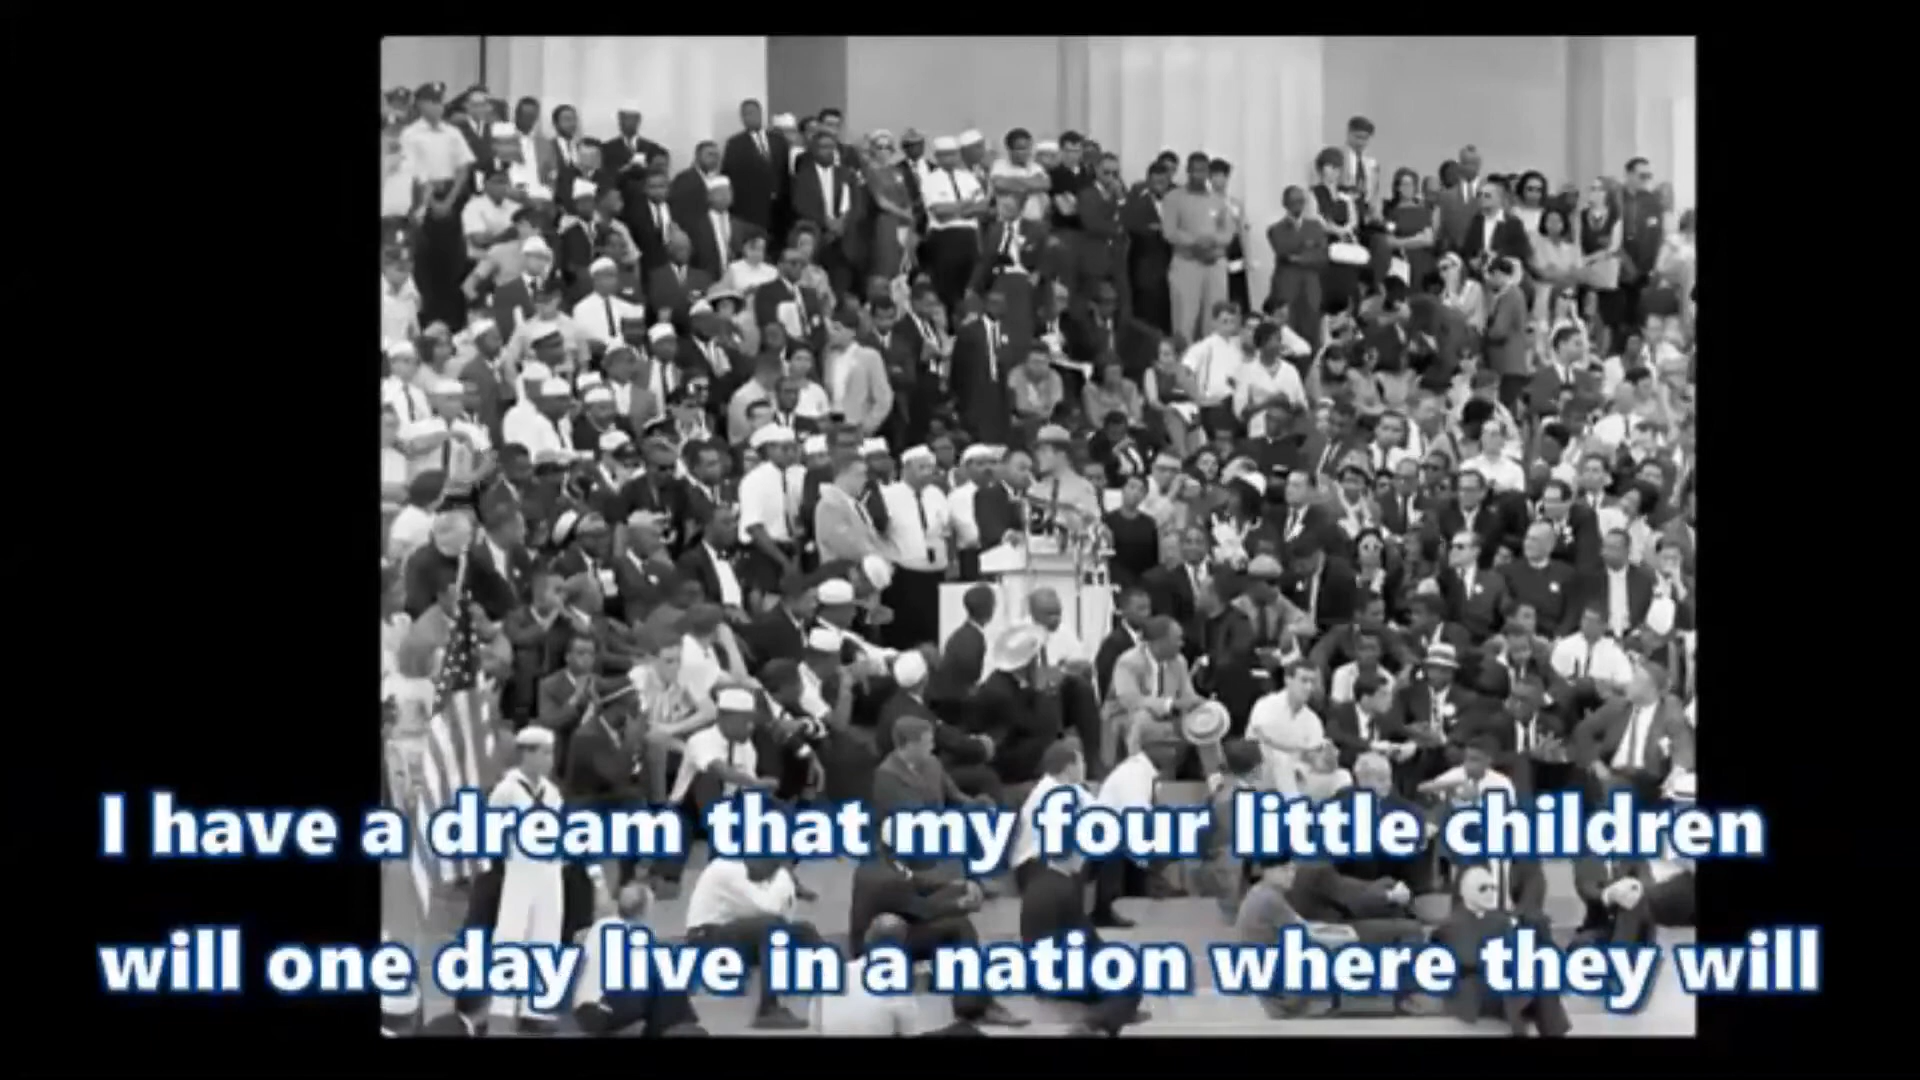 I have a dream that my four little children
will one day live in a nation where they will